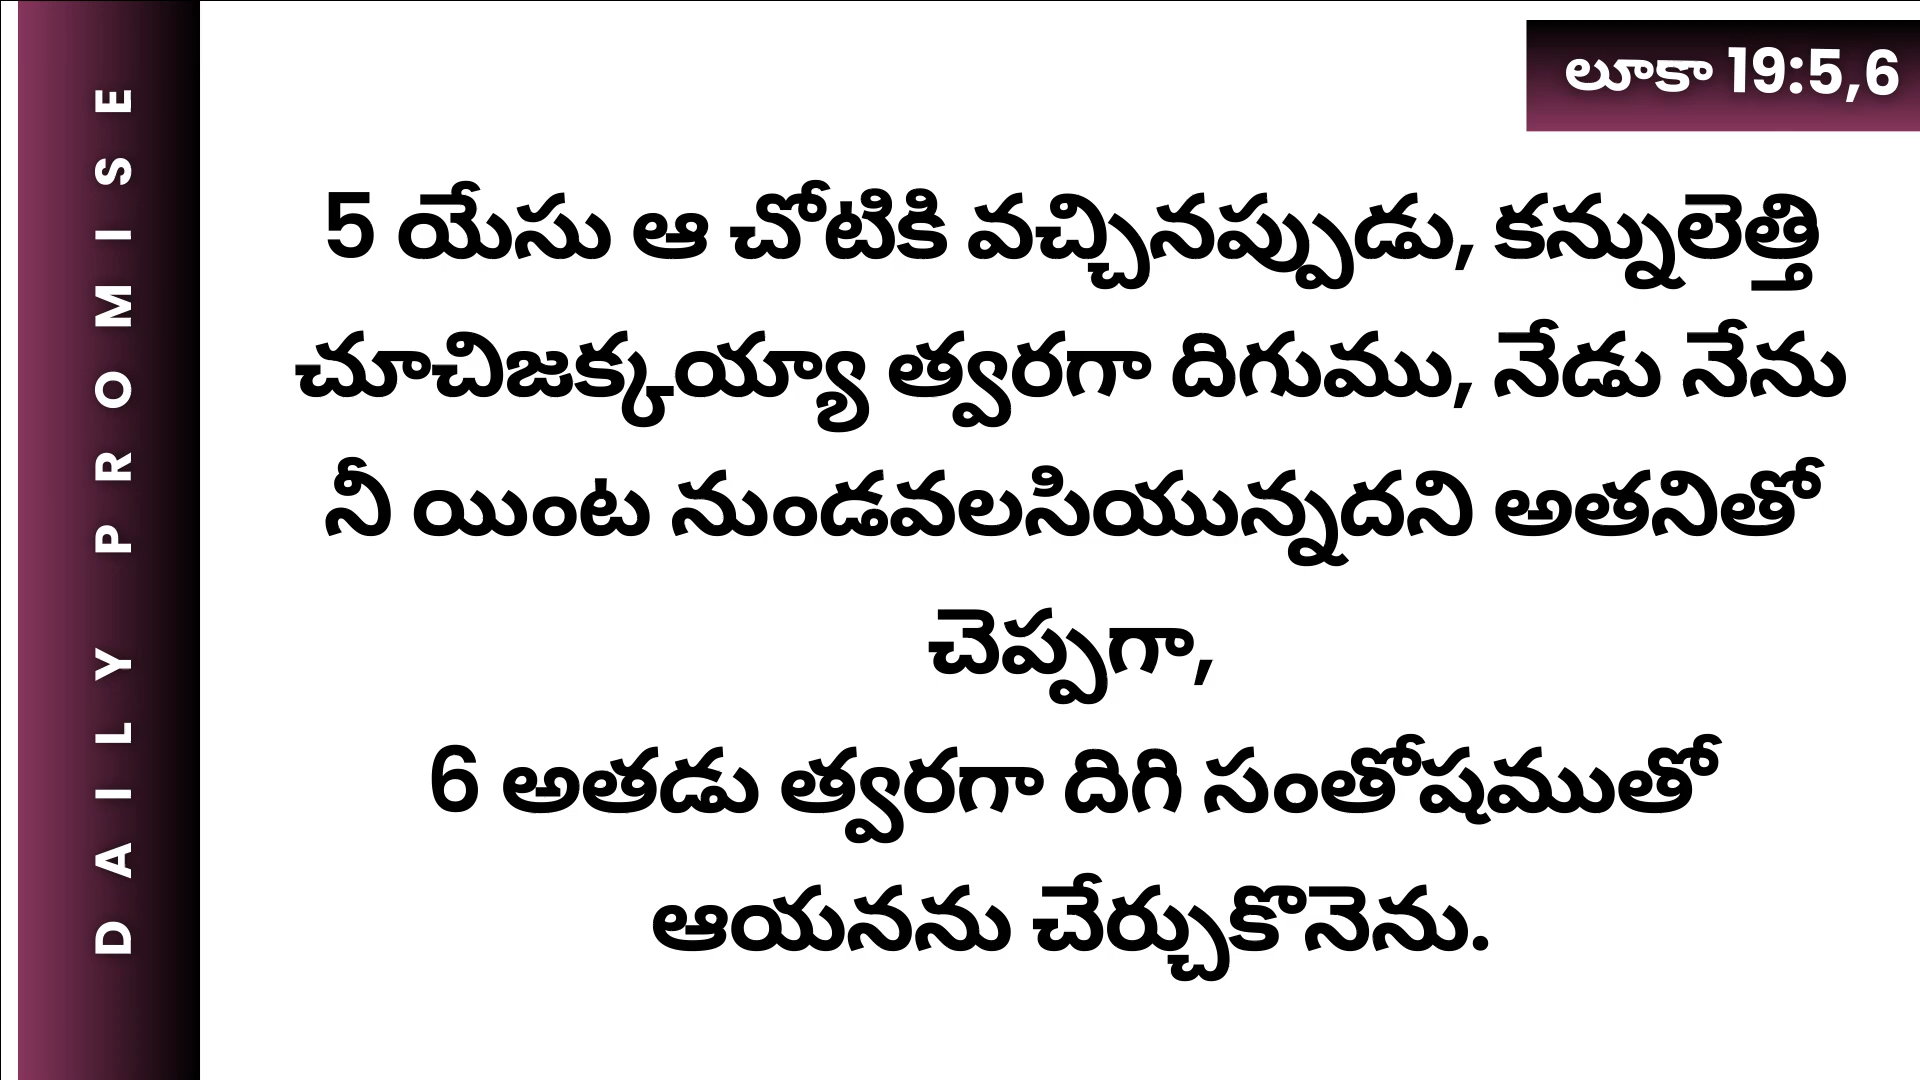 DAILY PROMISE
లూకా 19:5,6
5 యేసు ఆ చోటికి వచ్చినప్పుడు, కన్నులెత్తి
చూచిజక్కయ్యా త్వరగా దిగుము, నేడు నేను
నీ యింట నుండవలసియున్నదని అతనితో
చెప్పగా,
6 అతడు త్వరగా దిగి సంతోషముతో
ఆయనను చేర్చుకొనెను.